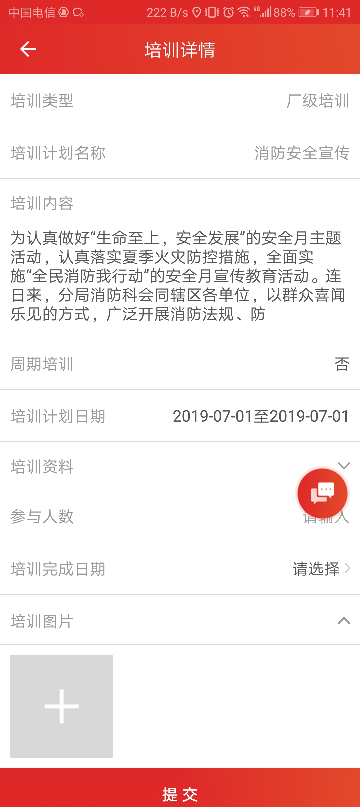 中国电信 222 B/s 88% 11:41
培训详情
培训类型 厂级培训
培训计划名称 消防安全宣传
培训内容
为认真做好“生命至上，安全发展”的安全月主题
活动，认真落实夏季火灾防控措施，全面实
施“全民消防我行动”的安全月宣传教育活动。连
日来，分局消防科会同辖区各单位，以群众喜闻
乐见的方式，广泛开展消防法规、防
周期培训 否
培训计划日期 2019-07-01至2019-07-01
培训资料
参与人数 请输入
培训完成日期 请选择
培训图片
提交